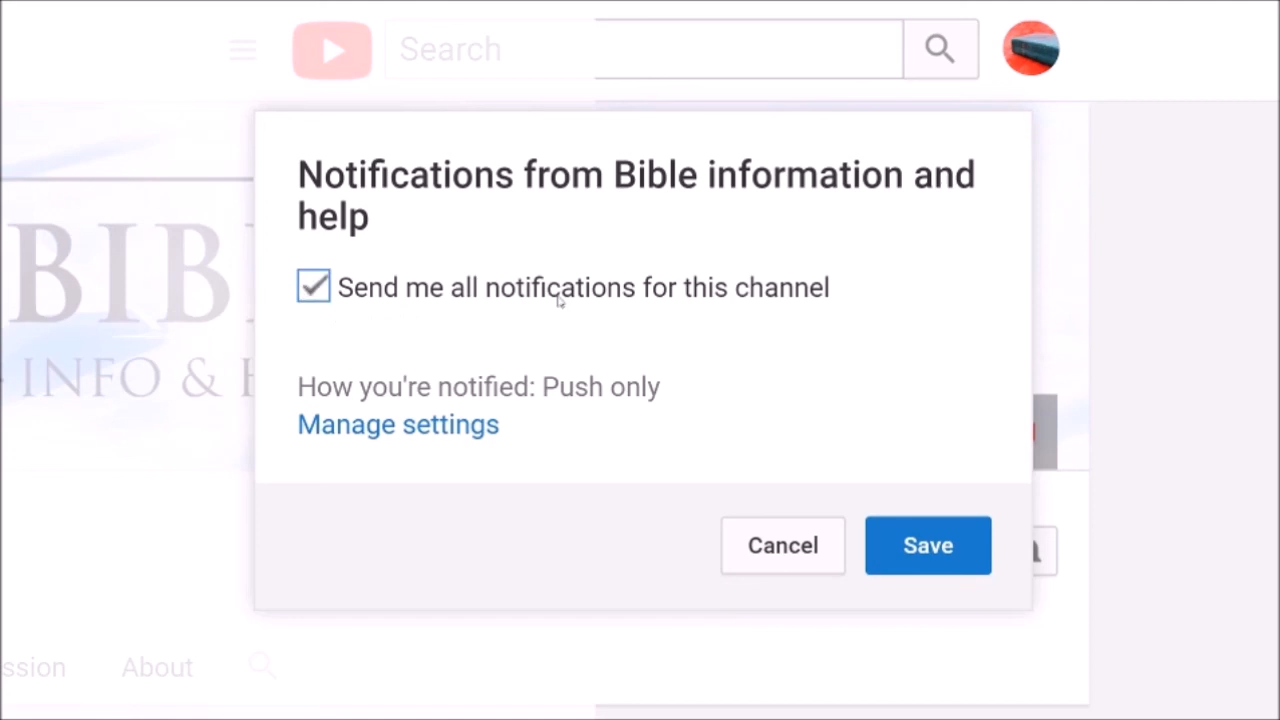 Search
Notifications from Bible information and
help
Send me all notifications for this channel
BIB
INFO &
How you're notified: Push only
Manage settings
Cancel
Save
ssion
About